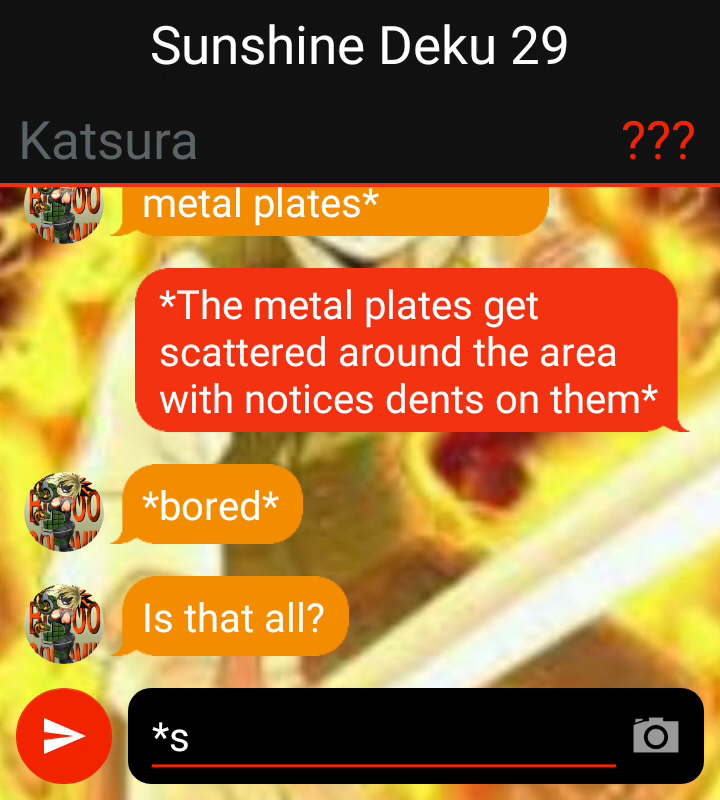 Sunshine Deku 29
Katsura
???
metal plates*
*The metal plates get
scattered around the area
with notices dents on them*
*bored*
Is that all?
*s